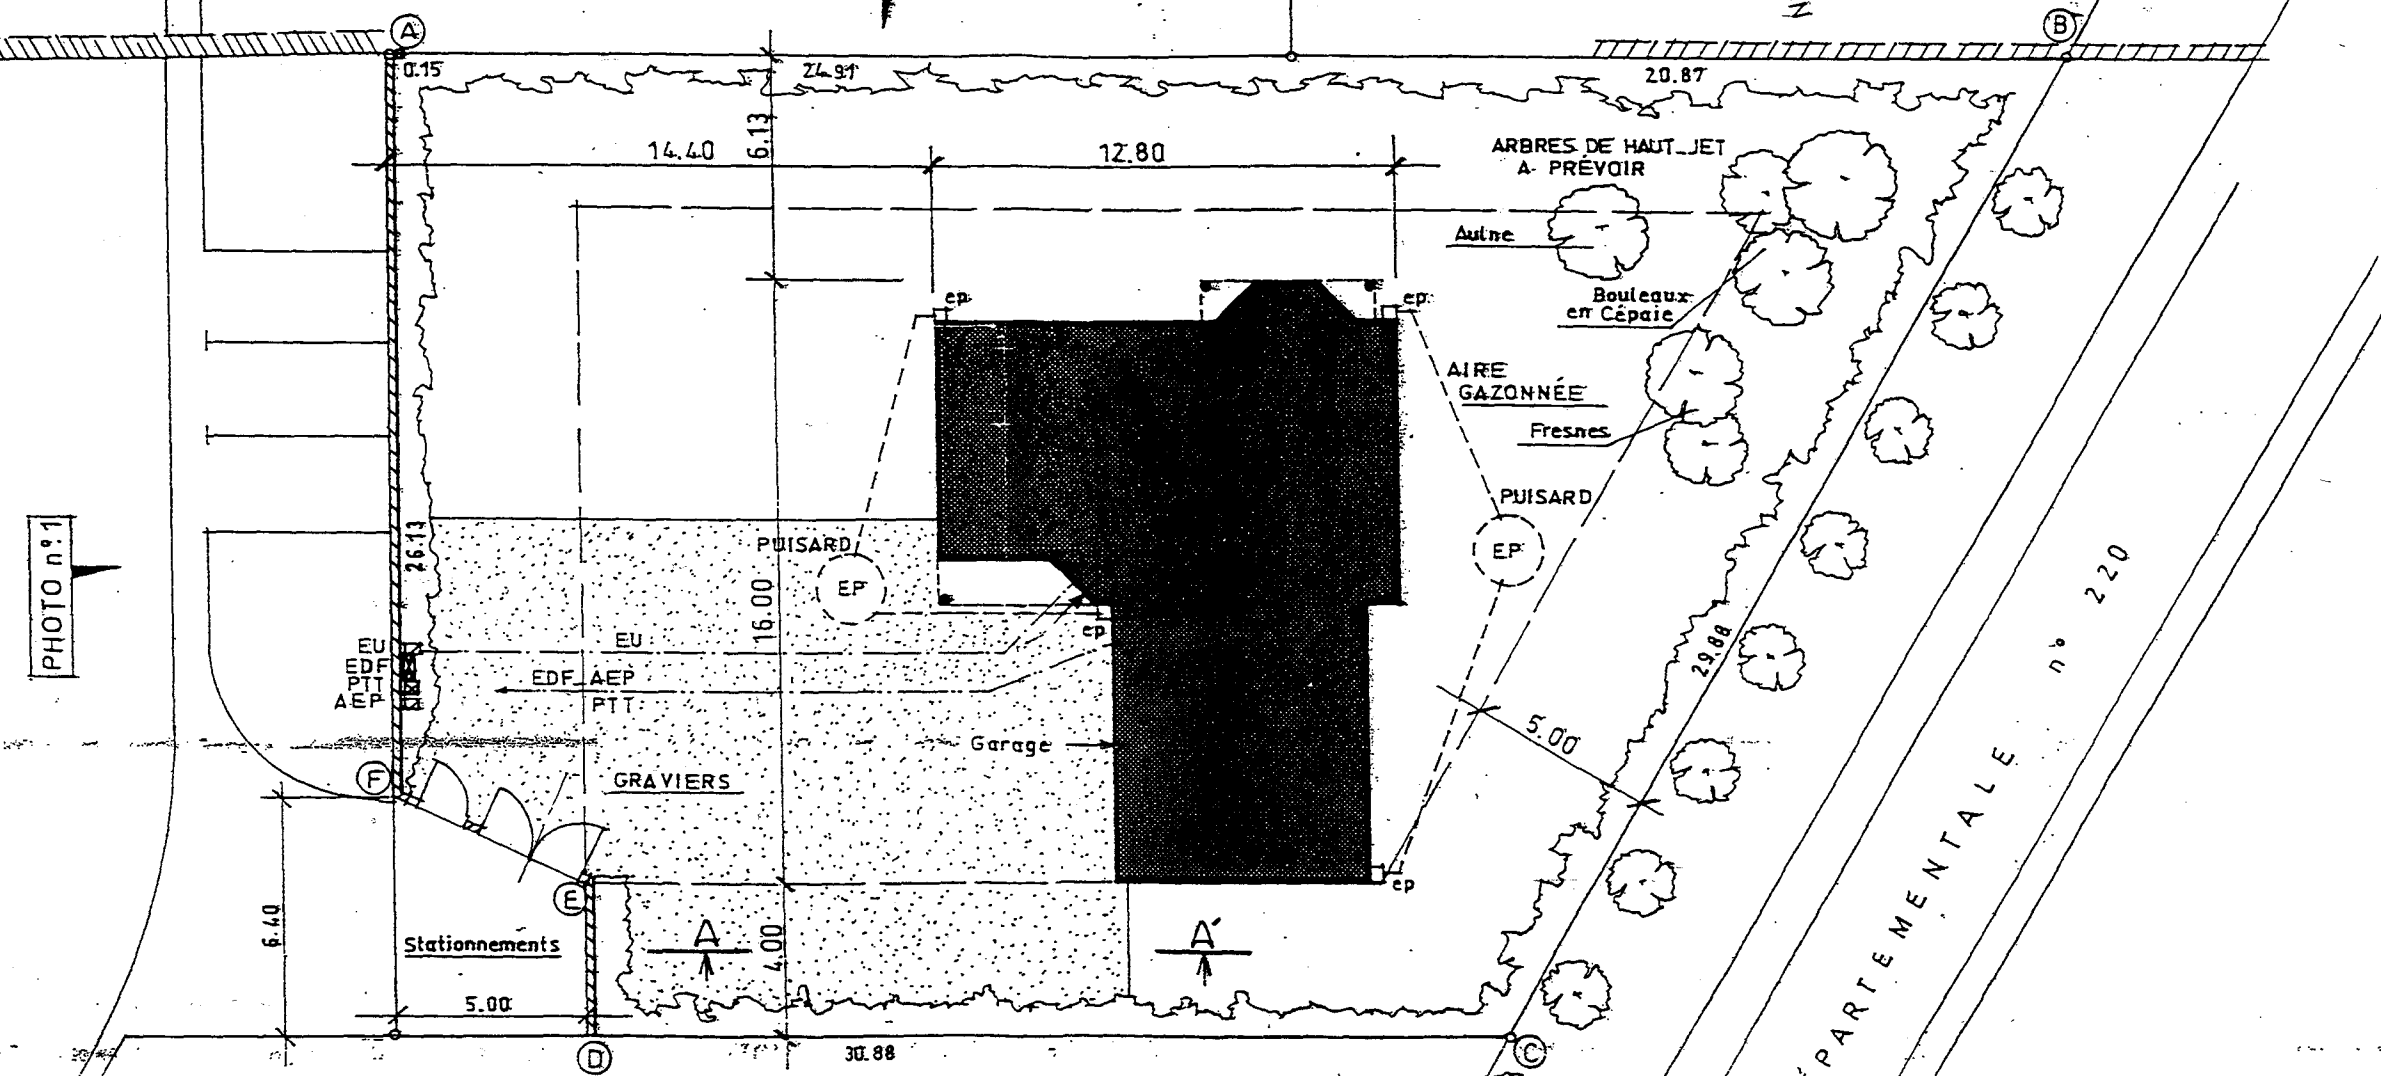 A
B
0.15
24.91
20.87
6.13
14.40
12.80
ARBRES DE HAUT_JET
A PRÉVOIR
Aulne
ep
ep
Bouleaux
en Cépaie
AIRE
GAZONNÉE
Fresnes
PUISARD
EP
PHOTO n°:1
26.13
PUISARD
EP
16.00
ep
EU
EDF
PTT
AEP
EU
EDF_AEP
PTT
29.88
n° 220
5.00
Garage
GRAVIERS
F
E
ep
6.40
Stationnements
A
4.00
A'
5.00
D
30.88
C
PARTEMENTALE